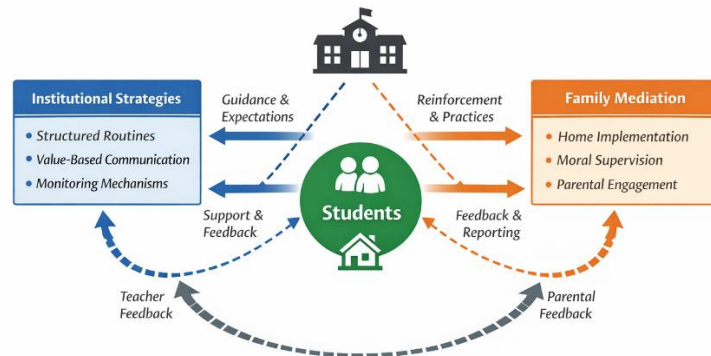 Institutional Strategies
• Structured Routines
• Value-Based Communication
• Monitoring Mechanisms
Guidance &
Expectations
Support &
Feedback
Students
Reinforcement
& Practices
Feedback &
Reporting
Family Mediation
• Home Implementation
• Moral Supervision
• Parental Engagement
Teacher
Feedback
Parental
Feedback